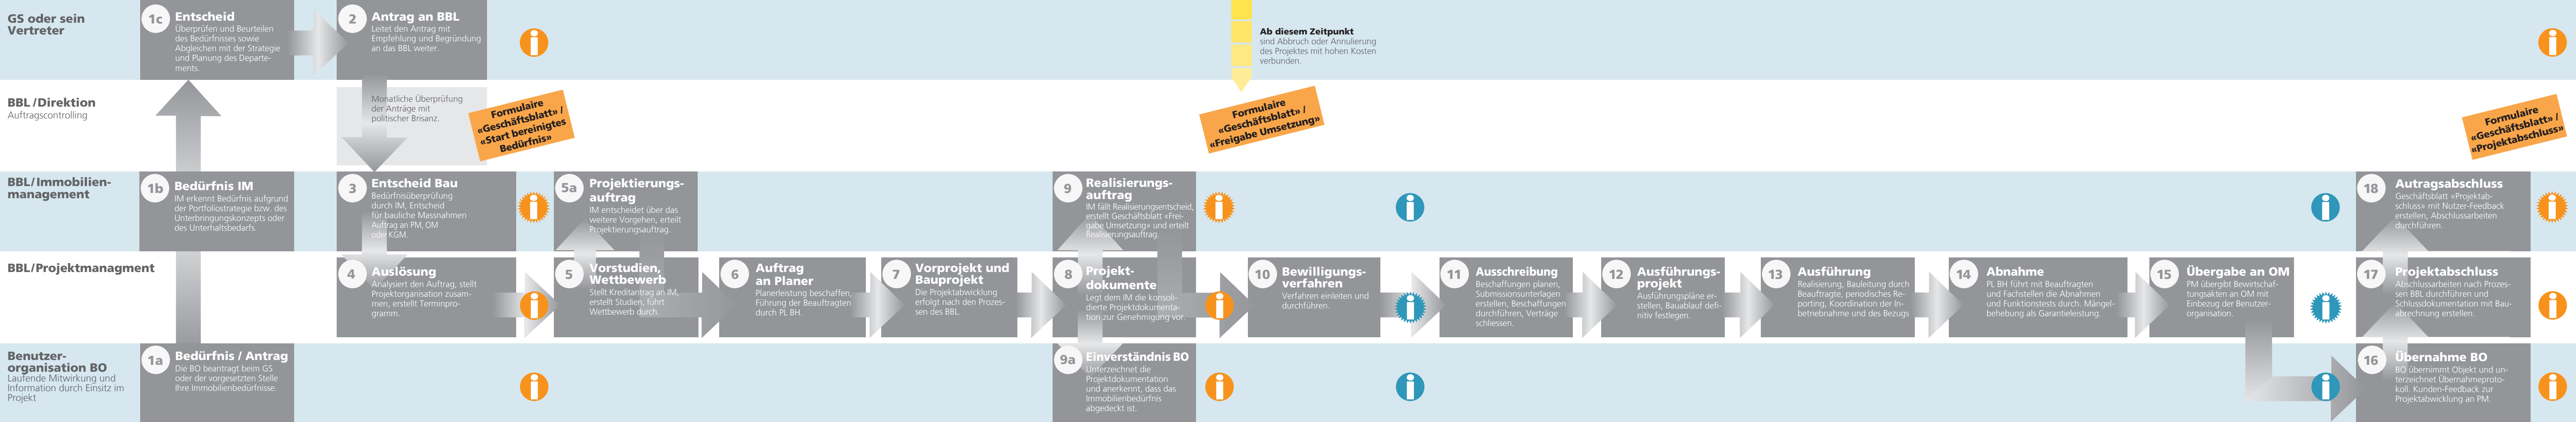 GS oder sein
Vertreter
1c
Entscheid
Überprüfen und Beurteilen
des Bedürfnisses sowie
Abgleichen mit der Strategie
und Planung des Departe-
ments.
2
Antrag an BBL
Leitet den Antrag mit
Empfehlung und Begründung
an das BBL weiter.
i
Ab diesem Zeitpunkt
sind Abbruch oder Annulierung
des Projektes mit hohen Kosten
verbunden.
i
BBL/Direktion
Auftragscontrolling
Monatliche Überprüfung
der Anträge mit
politischer Brisanz.
Formulaire
«Geschäftsblatt» /
«Start bereinigtes
Bedürfnis»
Formulaire
«Geschäftsblatt» /
«Freigabe Umsetzung»
Formulaire
«Geschäftsblatt» /
«Projektabschluss»
BBL/Immobilien-
management
1b
Bedürfnis IM
IM erkennt Bedürfnis aufgrund
der Portfoliostrategie bzw. des
Unterbringungskonzepts oder
des Unterhaltsbedarfs.
3
Entscheid Bau
Bedürfnisüberprüfung
durch IM, Entscheid
für bauliche Massnahmen
Auftrag an PM, OM
oder KGM.
i
5a
Projektierungs-
auftrag
IM entscheidet über das
weitere Vorgehen, erteilt
Projektierungsauftrag.
9
Realisierungs-
auftrag
IM fällt Realisierungsentscheid,
erstellt Geschäftsblatt «Frei-
gabe Umsetzung» und erteilt
Realisierungsauftrag.
i
i
i
18
Autragsabschluss
Geschäftsblatt «Projektab-
schluss» mit Nutzer-Feedback
erstellen, Abschlussarbeiten
durchführen.
i
BBL/Projektmanagment
4
Auslösung
Analysiert den Auftrag, stellt
Projektorganisation zusam-
men, erstellt Terminpro-
gramm.
i
5
Vorstudien,
Wettbewerb
Stellt Kreditantrag an IM,
erstellt Studien, führt
Wettbewerb durch.
6
Auftrag
an Planer
Planerleistung beschaffen,
Führung der Beauftragten
durch PL BH.
7
Vorprojekt und
Bauprojekt
Die Projektabwicklung
erfolgt nach den Prozes-
sen des BBL.
8
Projekt-
dokumente
Legt dem IM die konsoli-
dierte Projektdokumenta-
tion zur Genehmigung vor.
i
10
Bewilligungs-
verfahren
Verfahren einleiten und
durchführen.
i
11
Ausschreibung
Beschaffungen planen,
Submissionsunterlagen
erstellen, Beschaffungen
durchführen, Verträge
schliessen.
12
Ausführungs-
projekt
Ausführungspläne er-
stellen, Bauablauf defi-
nitiv festlegen.
13
Ausführung
Realisierung, Bauleitung durch
Beauftragte, periodisches Re-
porting, Koordination der In-
betriebnahme und des Bezugs
14
Abnahme
PL BH führt mit Beauftragten
und Fachstellen die Abnahmen
und Funktionstests durch. Mängel-
behebung als Garantieleistung.
15
Übergabe an OM
PM übergibt Bewirtschaf-
tungsakten an OM mit
Einbezug der Benutzer-
organisation.
i
17
Projektabschluss
Abschlussarbeiten nach Prozes-
sen BBL durchführen und
Schlussdokumentation mit Bau-
abrechnung erstellen.
i
Benutzer-
organisation BO
Laufende Mitwirkung und
Information durch Einsitz im
Projekt
1a
Bedürfnis / Antrag
Die BO beantragt beim GS
oder der vorgesetzten Stelle
Ihre Immobilienbedürfnisse.
i
9a
Einverständnis BO
Unterzeichnet die
Projektdokumentation
und anerkennt, dass das
Immobilienbedürfnis
abgedeckt ist.
i
i
i
16
Übernahme BO
BO übernimmt Objekt und un-
terzeichnet Übernahmeproto-
koll. Kunden-Feedback zur
Projektabwicklung an PM.
i